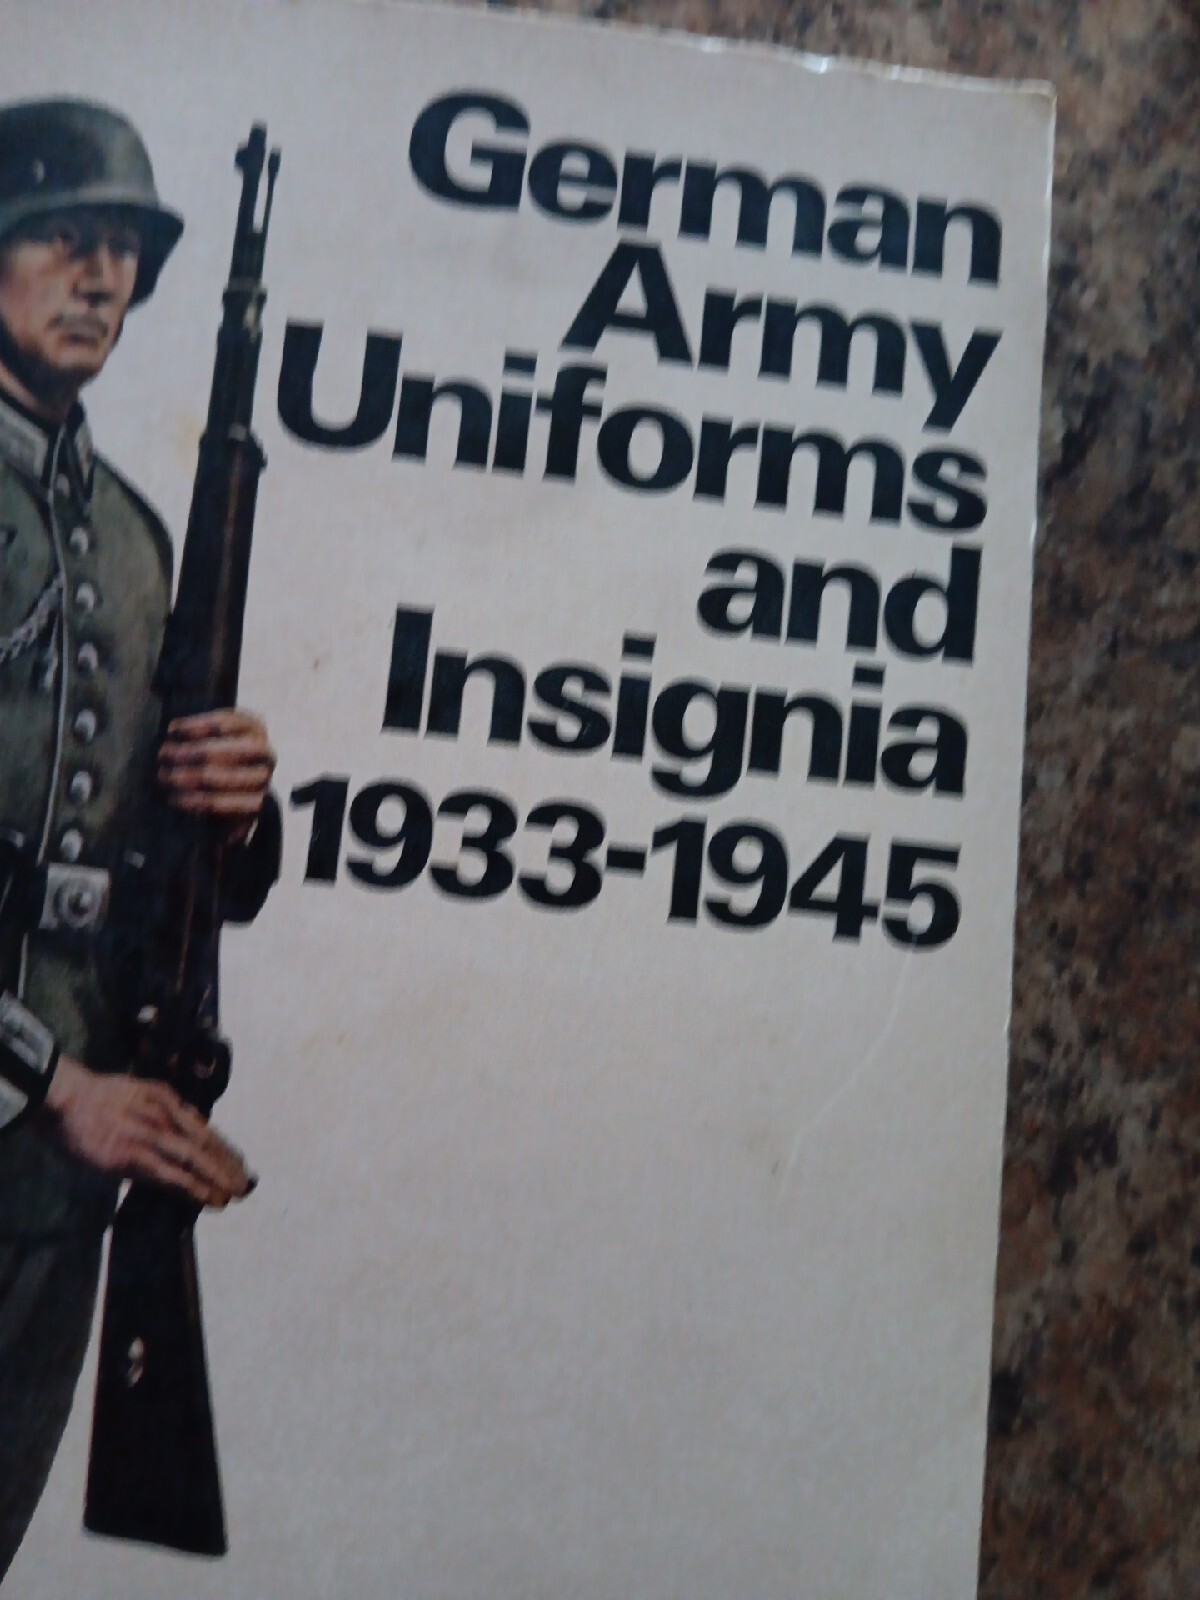 German
Army
Uniforms
and
Insignia
1933-1945